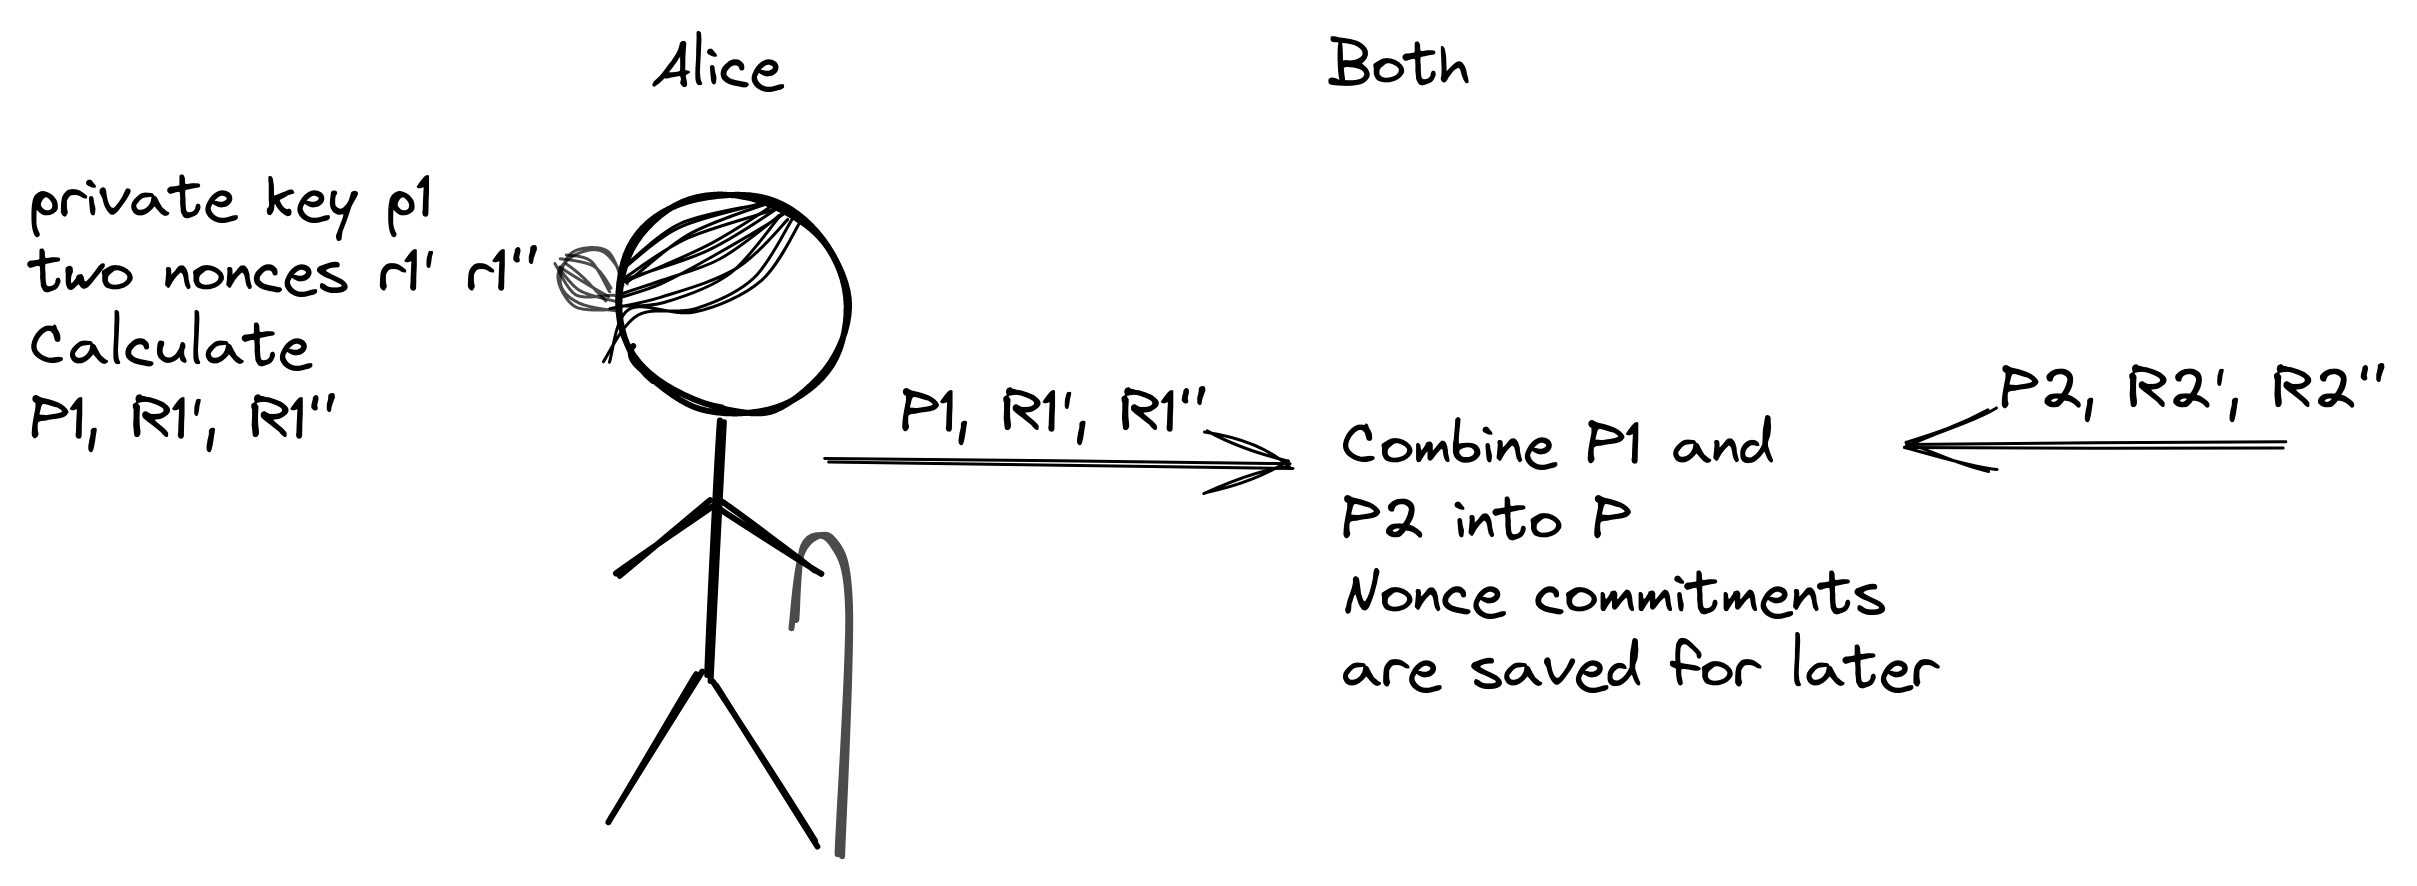 Alice
Both
private key p1
two nonces r1' r1"
Calculate
P1, R1', R1"
P1, R1', R1"
Combine P1 and
P2 into P
Nonce commitments
are saved for later
P2, R2', R2"